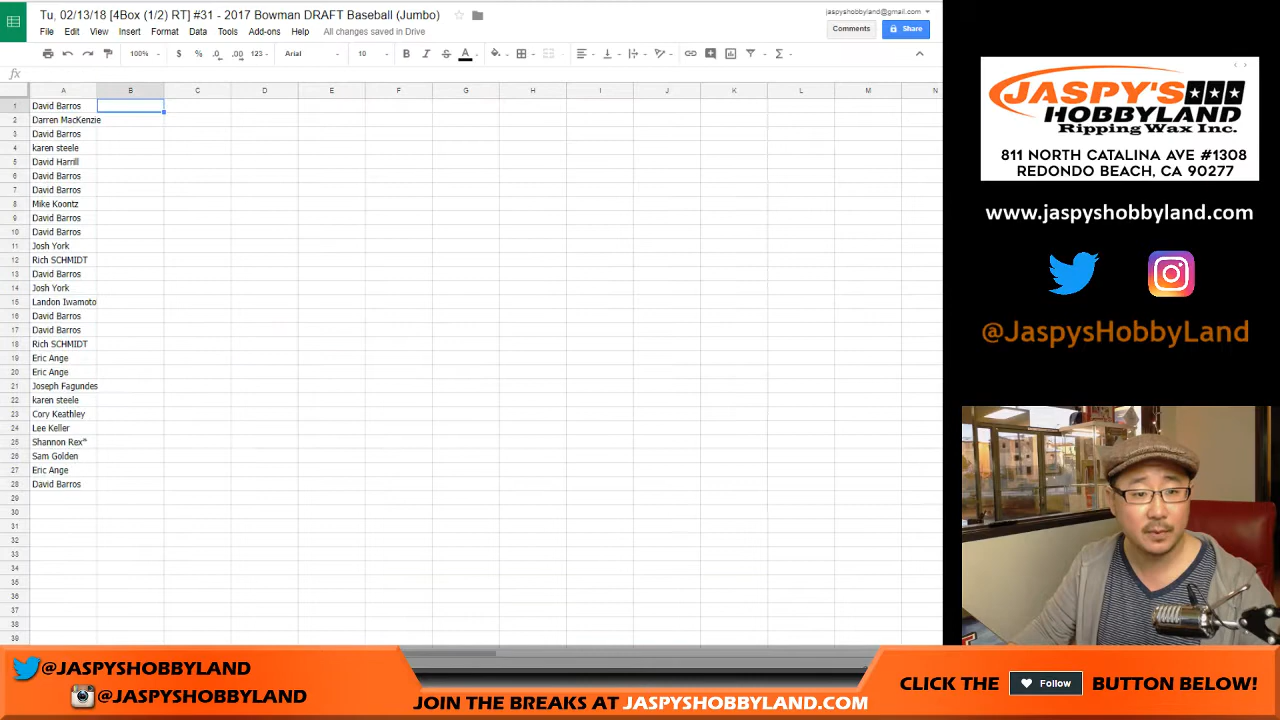 Tu, 02/13/18 [4Box (1/2) RT] #31 - 2017 Bowman DRAFT Baseball (Jumbo)
jaspyshobbyland@gmail.com
File Edit View Insert Format Data Tools Add-ons Help All changes saved in Drive
Comments
Share
100% $ % .0 .00 123 Arial 10 B I S A
fx
A B C D E F G H I J K L M N
1 David Barros
2 Darren MacKenzie
3 David Barros
4 karen steele
5 David Harrill
6 David Barros
7 David Barros
8 Mike Koontz
9 David Barros
10 David Barros
11 Josh York
12 Rich SCHMIDT
13 David Barros
14 Josh York
15 Landon Iwamoto
16 David Barros
17 David Barros
18 Rich SCHMIDT
19 Eric Ange
20 Eric Ange
21 Joseph Fagundes
22 karen steele
23 Cory Keathley
24 Lee Keller
25 Shannon Rex^
26 Sam Golden
27 Eric Ange
28 David Barros
29
30
31
32
33
34
35
36
37
38
39
JASPY'S
HOBBYLAND
Ripping Wax Inc.
811 NORTH CATALINA AVE #1308
REDONDO BEACH, CA 90277
www.jaspyshobbyland.com
@JaspysHobbyLand
@JASPYSHOBBYLAND
@JASPYSHOBBYLAND
JOIN THE BREAKS AT JASPYSHOBBYLAND.COM
CLICK THE Follow BUTTON BELOW!